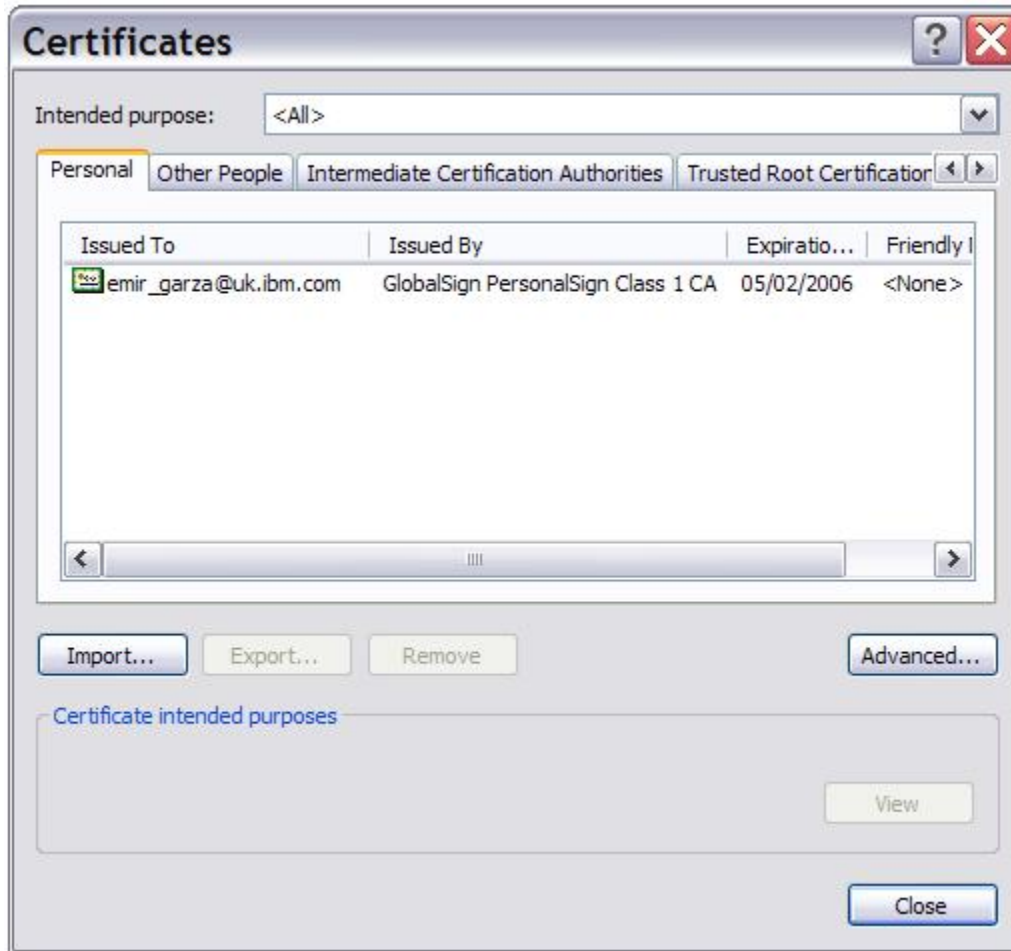 Certificates
Intended purpose: <All>
Personal Other People Intermediate Certification Authorities Trusted Root Certification
Issued To Issued By Expiratio... Friendly
emir_garza@uk.ibm.com GlobalSign PersonalSign Class 1 CA 05/02/2006 <None>
Import... Export... Remove Advanced...
Certificate intended purposes
View
Close